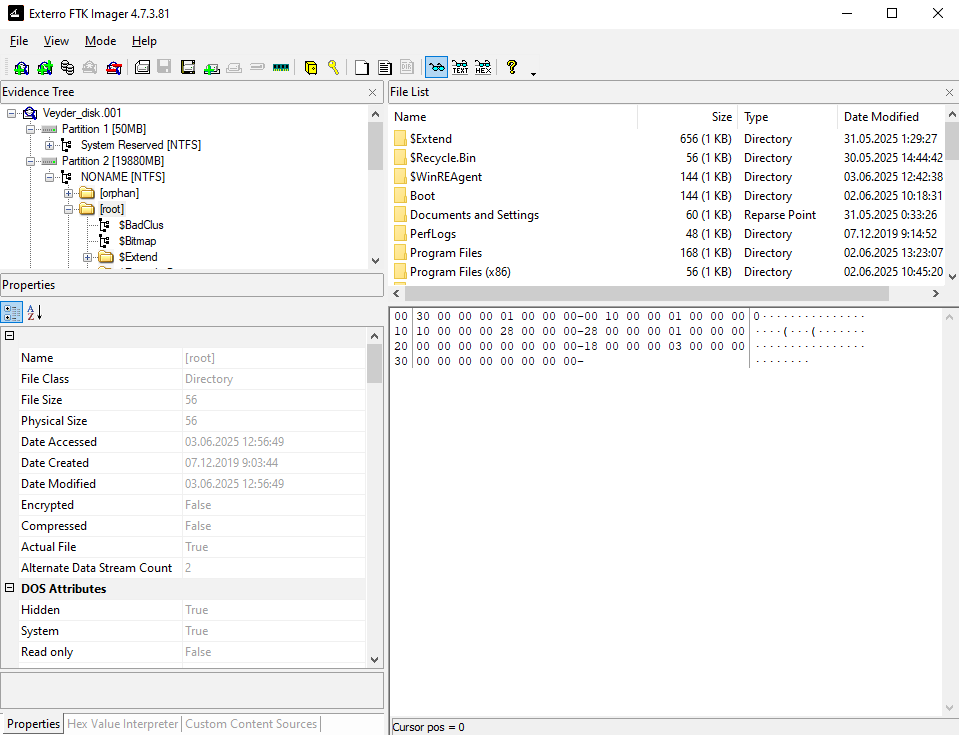 Exterro FTK Imager 4.7.3.81
File View Mode Help
Evidence Tree
Veyder_disk.001
Partition 1 [50MB]
System Reserved [NTFS]
Partition 2 [19880MB]
NONAME [NTFS]
[orphan]
[root]
$BadClus
$Bitmap
$Extend
File List
Name Size Type Date Modified
$Extend 656 (1 KB) Directory 31.05.2025 1:29:27
$Recycle.Bin 56 (1 KB) Directory 30.05.2025 14:44:42
$WinREAgent 144 (1 KB) Directory 03.06.2025 12:42:38
Boot 144 (1 KB) Directory 02.06.2025 10:18:31
Documents and Settings 60 (1 KB) Reparse Point 31.05.2025 0:33:26
PerfLogs 48 (1 KB) Directory 07.12.2019 9:14:52
Program Files 168 (1 KB) Directory 02.06.2025 13:23:07
Program Files (x86) 56 (1 KB) Directory 02.06.2025 10:45:20
Properties
Name [root]
File Class Directory
File Size 56
Physical Size 56
Date Accessed 03.06.2025 12:56:49
Date Created 07.12.2019 9:03:44
Date Modified 03.06.2025 12:56:49
Encrypted False
Compressed False
Actual File True
Alternate Data Stream Count 2
DOS Attributes
Hidden True
System True
Read only False
Properties Hex Value Interpreter Custom Content Sources
00 30 00 00 00 01 00 00 00-00 10 00 00 01 00 00 00 0···············
10 10 00 00 00 28 00 00 00-28 00 00 00 01 00 00 00 ····(···(·······
20 00 00 00 00 00 00 00 00-18 00 00 00 03 00 00 00 ················
30 00 00 00 00 00 00 00 00- ········
Cursor pos = 0